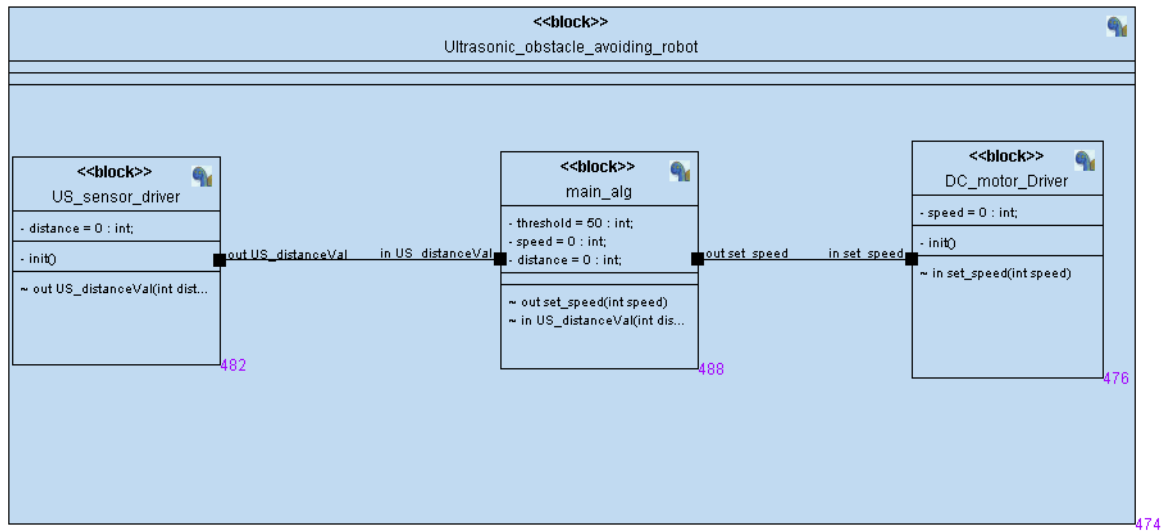 <<block>>
Ultrasonic_obstacle_avoiding_robot
<<block>>
US_sensor_driver
- distance = 0 : int;
- init()
~ out US_distanceVal(int dist...
482
out US_distanceVal
in US_distanceVal
<<block>>
main_alg
- threshold = 50 : int;
- speed = 0 : int;
- distance = 0 : int;
~ out set_speed(int speed)
~ in US_distanceVal(int dis...
488
out set_speed
in set_speed
<<block>>
DC_motor_Driver
- speed = 0 : int;
- init()
~ in set_speed(int speed)
476
474